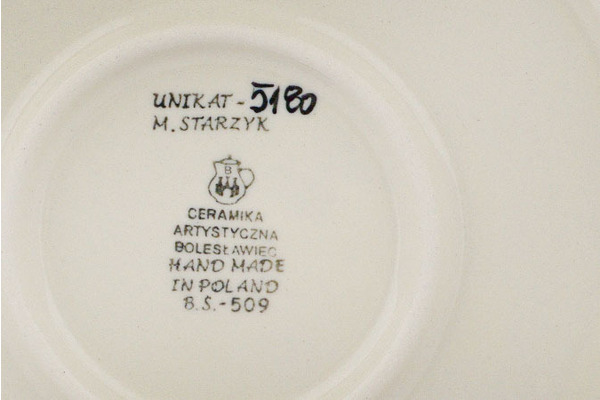 UNIKAT - 5180
M. STARZYK
B
CERAMIKA
ARTYSTYCZNA
BOLESŁAWIEC
HAND MADE
IN POLAND
B.S.-509